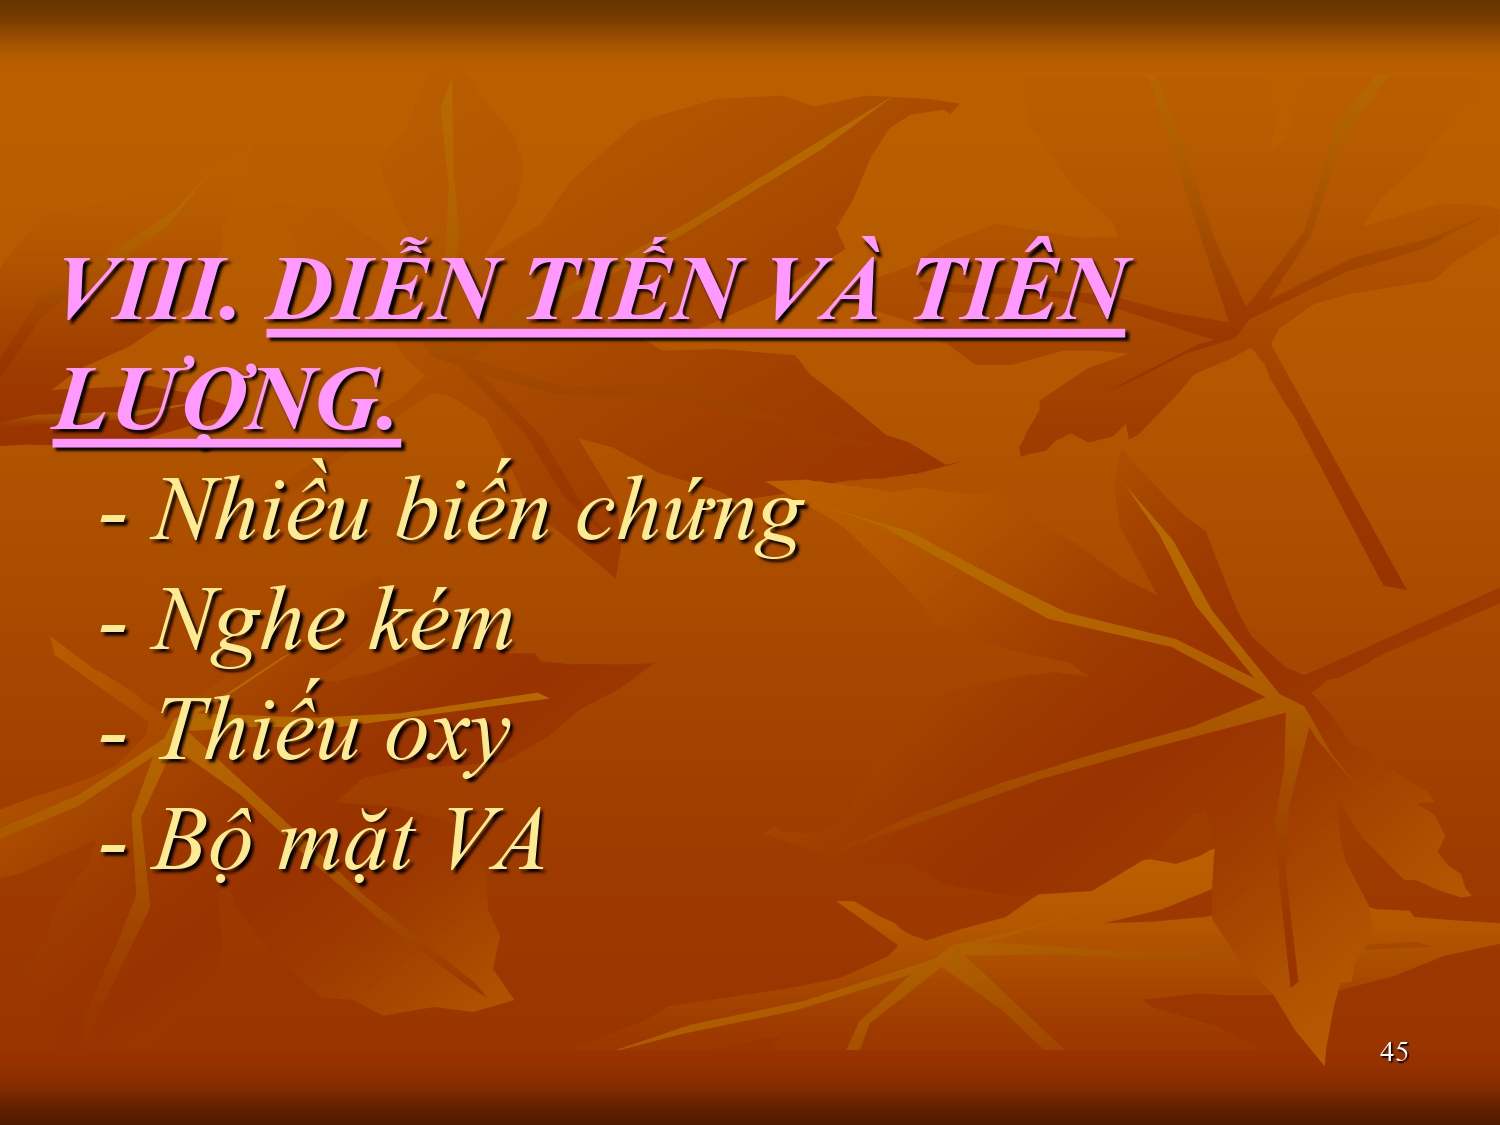 VIII. DIỄN TIẾN VÀ TIÊN
LƯỢNG.
- Nhiều biến chứng
- Nghe kém
- Thiếu oxy
- Bộ mặt VA
45